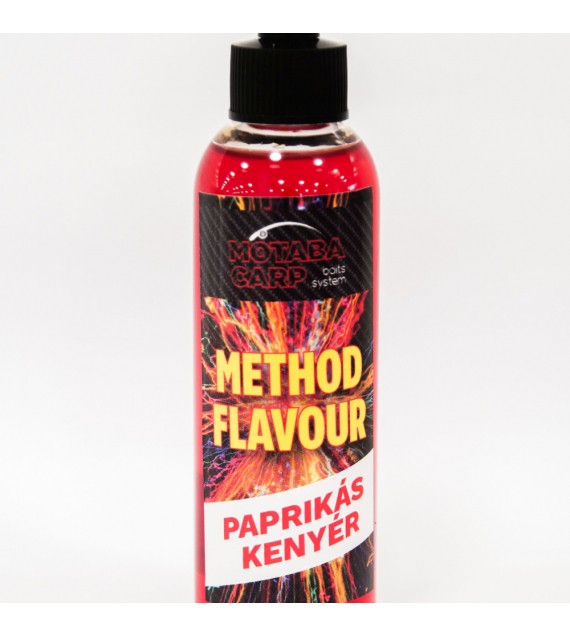 MOTABA
CARP baits
system
METHOD
FLAVOUR
PAPRIKÁS
KENYÉR